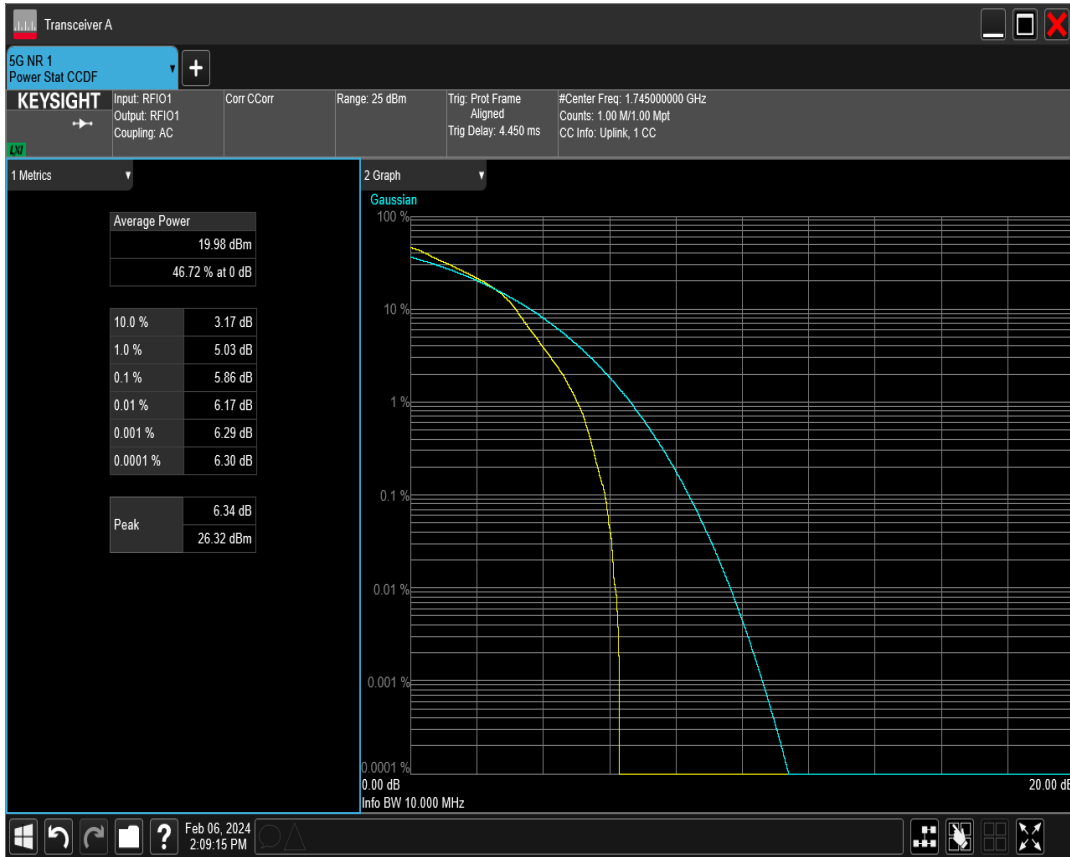 Transceiver A
5G NR 1
Power Stat CCDF
+
KEYSIGHT
LXI
Input: RFIO1
Output: RFIO1
Coupling: AC
Corr CCorr
Range: 25 dBm
Trig: Prot Frame
Aligned
Trig Delay: 4.450 ms
#Center Freq: 1.745000000 GHz
Counts: 1.00 M/1.00 Mpt
CC Info: Uplink, 1 CC
1 Metrics
Average Power
19.98 dBm
46.72 % at 0 dB
10.0 % 3.17 dB
1.0 % 5.03 dB
0.1 % 5.86 dB
0.01 % 6.17 dB
0.001 % 6.29 dB
0.0001 % 6.30 dB
Peak
6.34 dB
26.32 dBm
2 Graph
Gaussian
100 %
10 %
1 %
0.1 %
0.01 %
0.001 %
0.0001 %
0.00 dB 20.00 dB
Info BW 10.000 MHz
?
Feb 06, 2024
2:09:15 PM